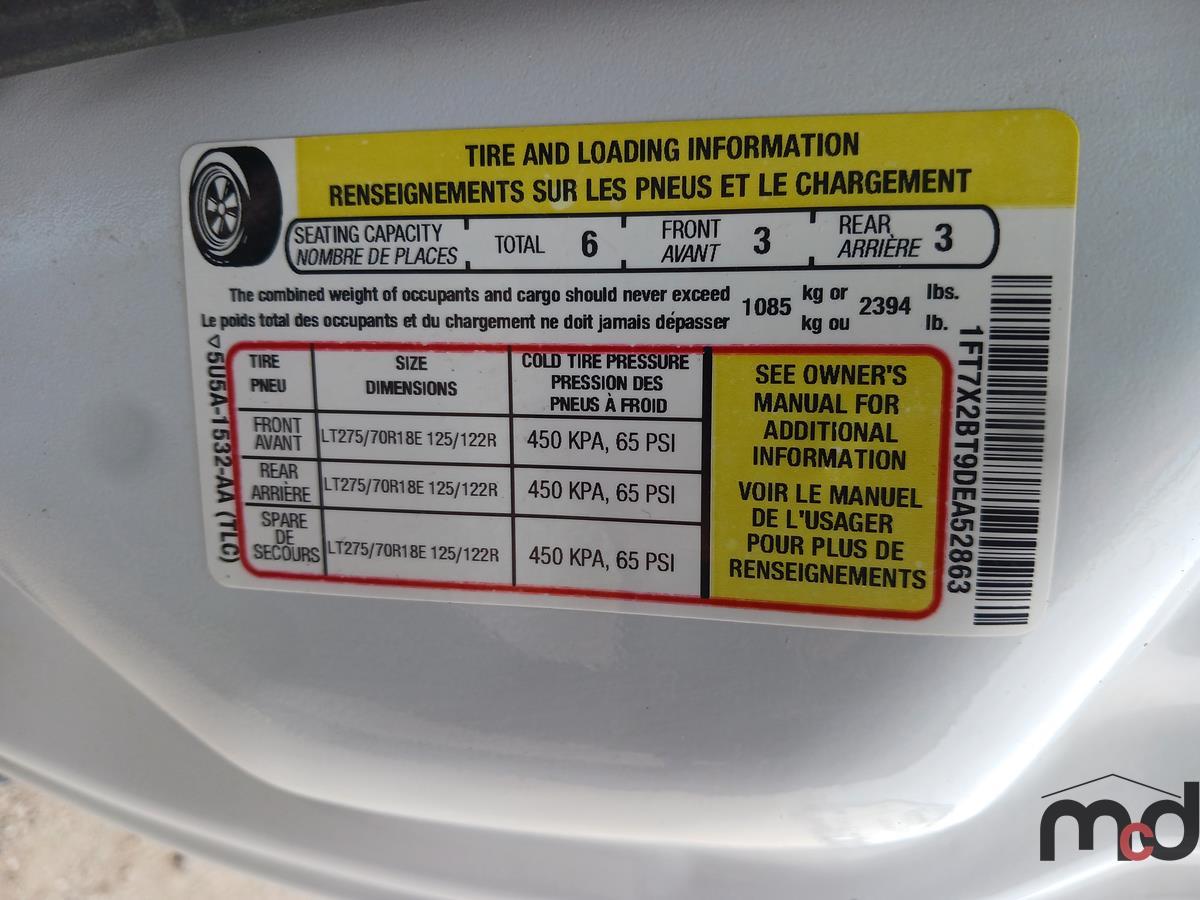 TIRE AND LOADING INFORMATION
RENSEIGNEMENTS SUR LES PNEUS ET LE CHARGEMENT
SEATING CAPACITY
NOMBRE DE PLACES
TOTAL 6
FRONT
AVANT
3
REAR
ARRIÈRE
3
The combined weight of occupants and cargo should never exceed
Le poids total des occupants et du chargement ne doit jamais dépasser
1085
kg or
kg ou
2394
lbs.
lb.
5U5A-1532-AA (TLC)
TIRE
PNEU
SIZE
DIMENSIONS
COLD TIRE PRESSURE
PRESSION DES
PNEUS À FROID
FRONT
AVANT
LT275/70R18E 125/122R
450 KPA, 65 PSI
REAR
ARRIÈRE
LT275/70R18E 125/122R
450 KPA, 65 PSI
SPARE
DE
SECOURS
LT275/70R18E 125/122R
450 KPA, 65 PSI
SEE OWNER'S
MANUAL FOR
ADDITIONAL
INFORMATION
VOIR LE MANUEL
DE L'USAGER
POUR PLUS DE
RENSEIGNEMENTS
1FT7X2BT9DEA52863
mcd